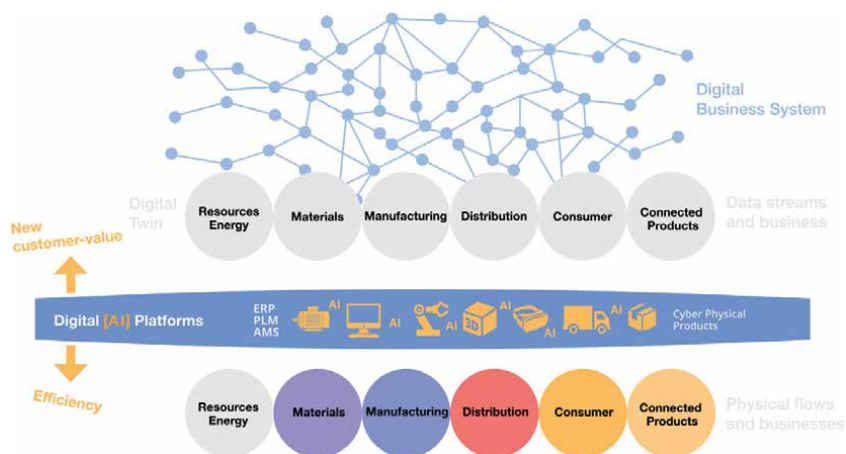 Digital
Business System
Digital
Twin
Resources
Energy
Materials
Manufacturing
Distribution
Consumer
Connected
Products
Data streams
and business
New
customer-value
Digital [AI] Platforms
ERP
PLM
AMS
AI
AI
AI
3D
AI
AI
AI
Cyber Physical
Products
Efficiency
Resources
Energy
Materials
Manufacturing
Distribution
Consumer
Connected
Products
Physical flows
and businesses